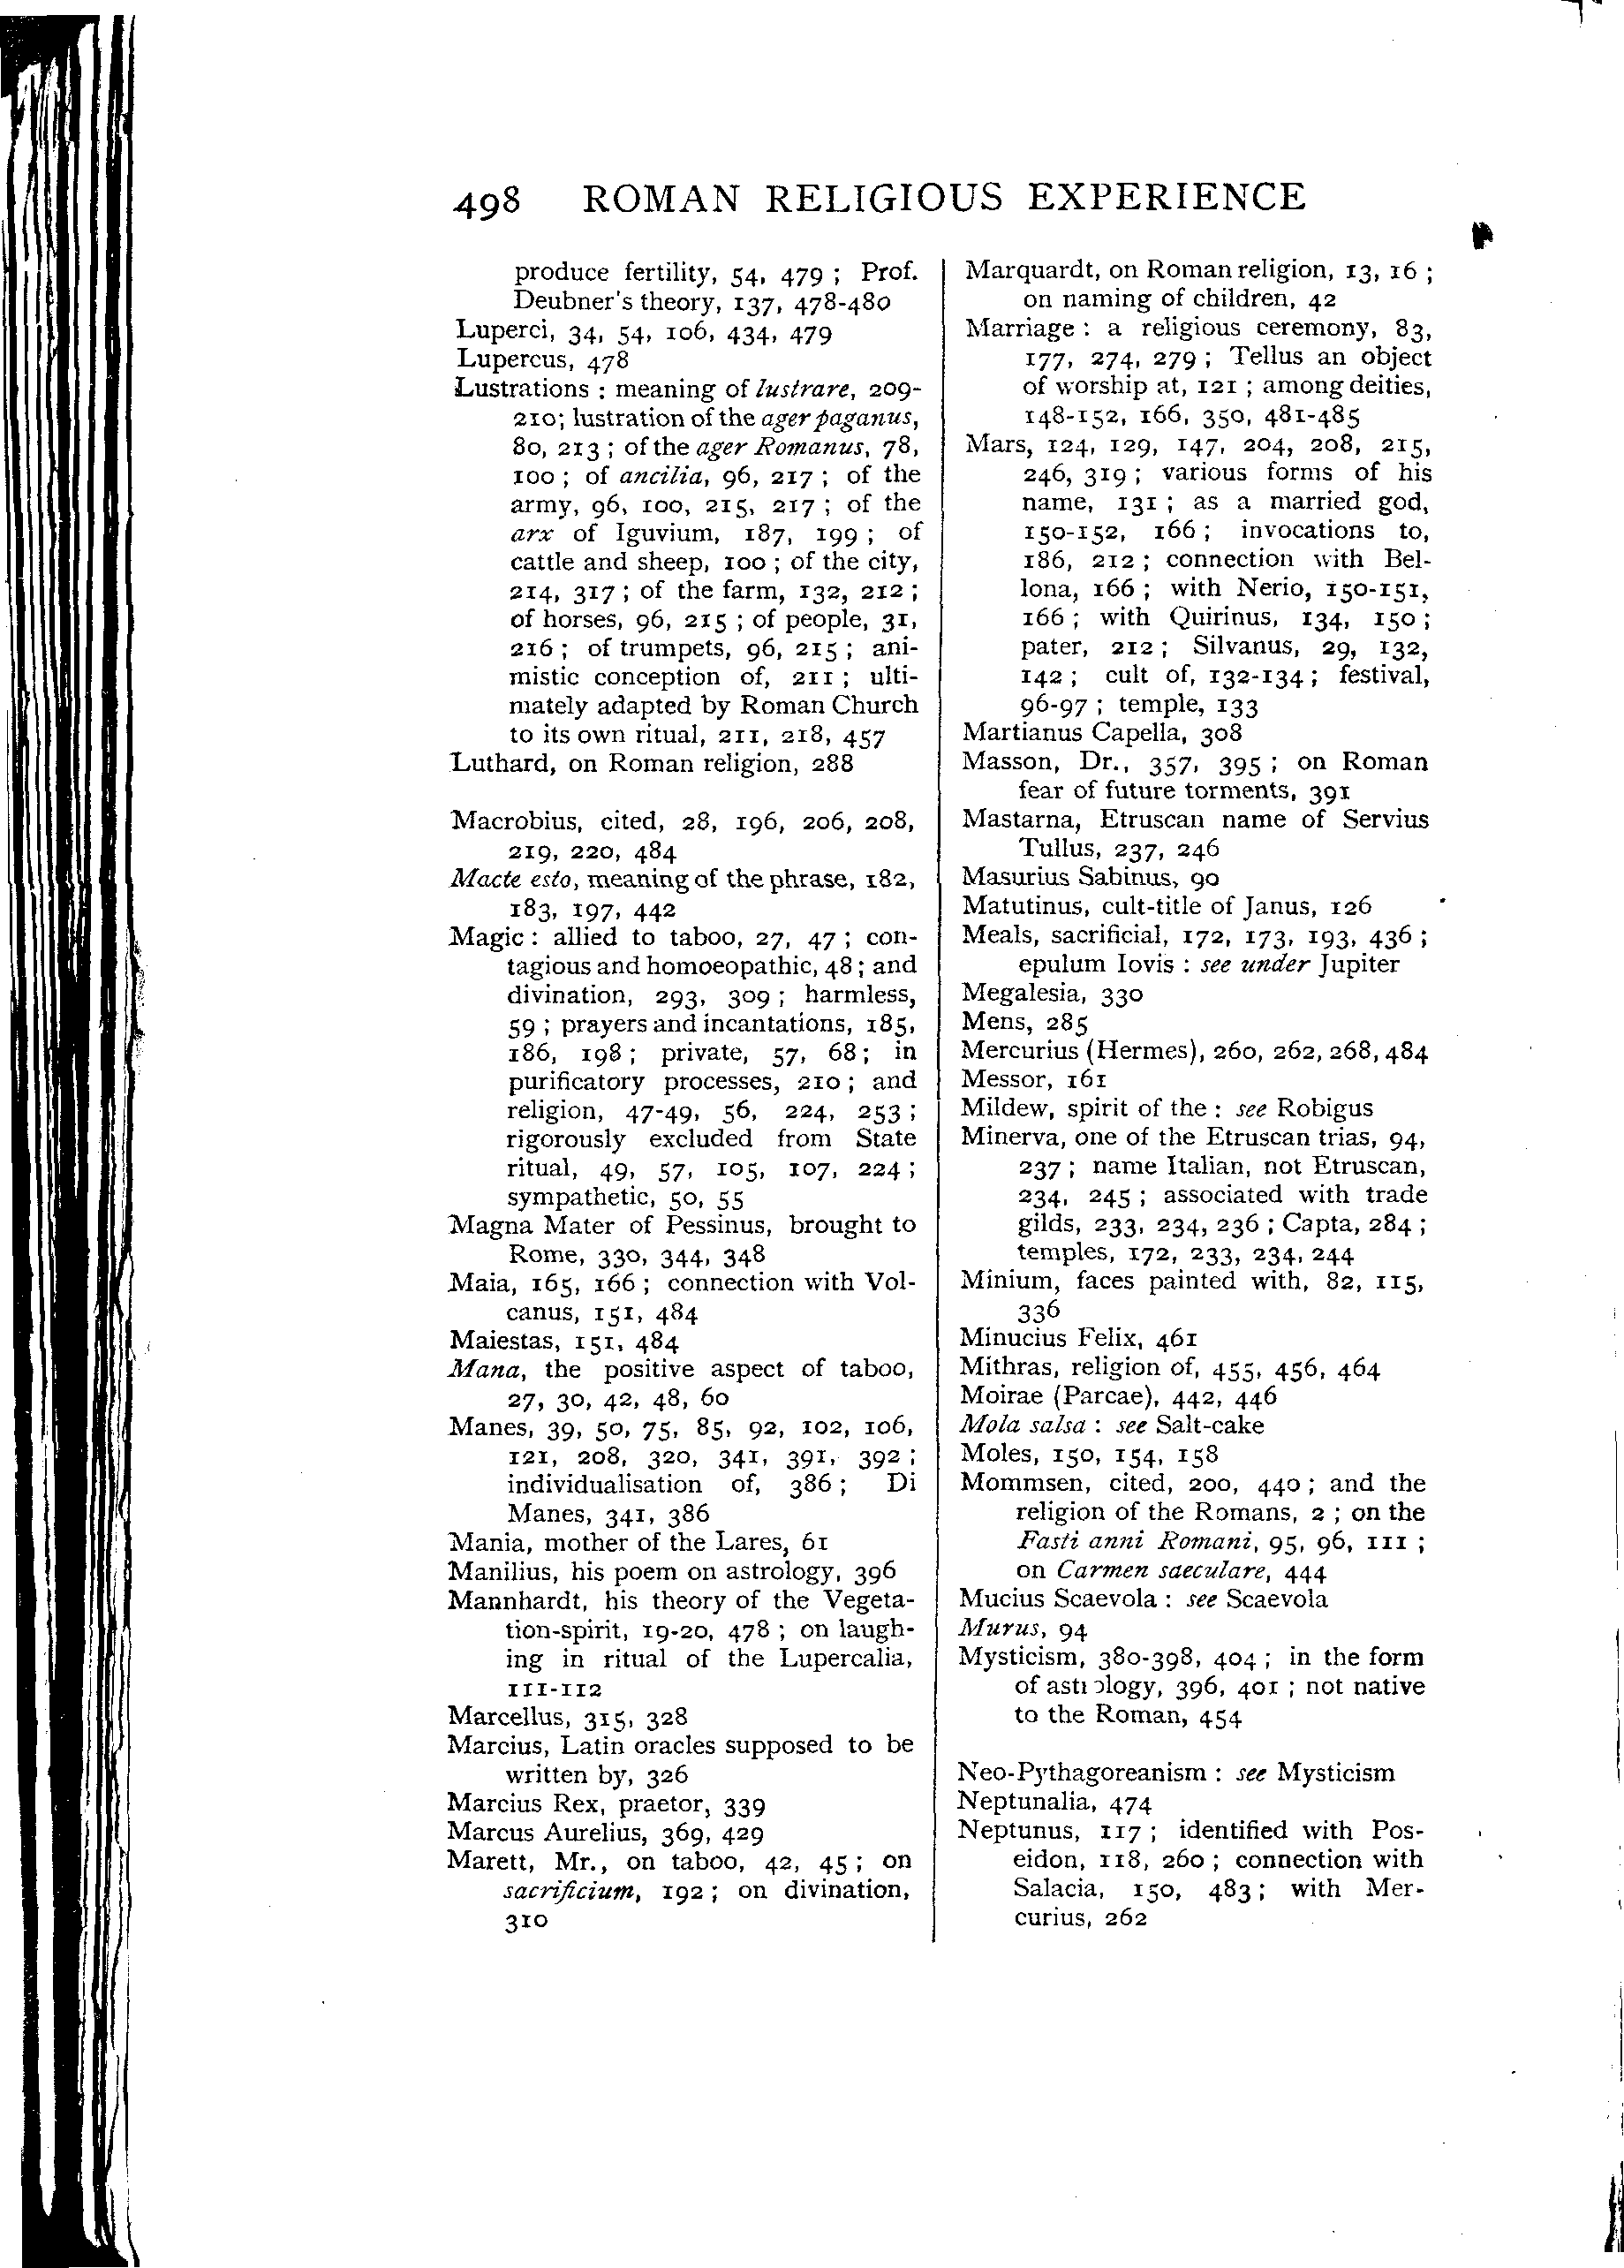 498 ROMAN RELIGIOUS EXPERIENCE
produce fertility, 54, 479 ; Prof.
Deubner's theory, 137, 478-480
Luperci, 34, 54, 106, 434, 479
Lupercus, 478
Lustrations : meaning of lustrare, 209-
210; lustration of the ager paganus,
80, 213 ; of the ager Romanus, 78,
100 ; of ancilia, 96, 217 ; of the
army, 96, 100, 215, 217 ; of the
arx of Iguvium, 187, 199 ; of
cattle and sheep, 100 ; of the city,
214, 317 ; of the farm, 132, 212 ;
of horses, 96, 215 ; of people, 31,
216 ; of trumpets, 96, 215 ; ani-
mistic conception of, 211 ; ulti-
mately adapted by Roman Church
to its own ritual, 211, 218, 457
Luthard, on Roman religion, 288
Macrobius, cited, 28, 196, 206, 208,
219, 220, 484
Macte esto, meaning of the phrase, 182,
183, 197, 442
Magic : allied to taboo, 27, 47 ; con-
tagious and homoeopathic, 48 ; and
divination, 293, 309 ; harmless,
59 ; prayers and incantations, 185,
186, 198 ; private, 57, 68 ; in
purificatory processes, 210 ; and
religion, 47-49, 56, 224, 253 ;
rigorously excluded from State
ritual, 49, 57, 105, 107, 224 ;
sympathetic, 50, 55
Magna Mater of Pessinus, brought to
Rome, 330, 344, 348
Maia, 165, 166 ; connection with Vol-
canus, 151, 484
Maiestas, 151, 484
Mana, the positive aspect of taboo,
27, 30, 42, 48, 60
Manes, 39, 50, 75, 85, 92, 102, 106,
121, 208, 320, 341, 391, 392 ;
individualisation of, 386 ; Di
Manes, 341, 386
Mania, mother of the Lares, 61
Manilius, his poem on astrology, 396
Mannhardt, his theory of the Vegeta-
tion-spirit, 19-20, 478 ; on laugh-
ing in ritual of the Lupercalia,
111-112
Marcellus, 315, 328
Marcius, Latin oracles supposed to be
written by, 326
Marcius Rex, praetor, 339
Marcus Aurelius, 369, 429
Marett, Mr., on taboo, 42, 45 ; on
sacrificium, 192 ; on divination,
310
Marquardt, on Roman religion, 13, 16 ;
on naming of children, 42
Marriage : a religious ceremony, 83,
177, 274, 279 ; Tellus an object
of worship at, 121 ; among deities,
148-152, 166, 350, 481-485
Mars, 124, 129, 147, 204, 208, 215,
246, 319 ; various forms of his
name, 131 ; as a married god,
150-152, 166 ; invocations to,
186, 212 ; connection with Bel-
lona, 166 ; with Nerio, 150-151,
166 ; with Quirinus, 134, 150 ;
pater, 212 ; Silvanus, 29, 132,
142 ; cult of, 132-134 ; festival,
96-97 ; temple, 133
Martianus Capella, 308
Masson, Dr., 357, 395 ; on Roman
fear of future torments, 391
Mastarna, Etruscan name of Servius
Tullus, 237, 246
Masurius Sabinus, 90
Matutinus, cult-title of Janus, 126
Meals, sacrificial, 172, 173, 193, 436 ;
epulum Iovis : see under Jupiter
Megalesia, 330
Mens, 285
Mercurius (Hermes), 260, 262, 268, 484
Messor, 161
Mildew, spirit of the : see Robigus
Minerva, one of the Etruscan trias, 94,
237 ; name Italian, not Etruscan,
234, 245 ; associated with trade
gilds, 233, 234, 236 ; Capta, 284 ;
temples, 172, 233, 234, 244
Minium, faces painted with, 82, 115,
336
Minucius Felix, 461
Mithras, religion of, 455, 456, 464
Moirae (Parcae), 442, 446
Mola salsa : see Salt-cake
Moles, 150, 154, 158
Mommsen, cited, 200, 440 ; and the
religion of the Romans, 2 ; on the
Fasti anni Romani, 95, 96, 111 ;
on Carmen saeculare, 444
Mucius Scaevola : see Scaevola
Murus, 94
Mysticism, 380-398, 404 ; in the form
of astrology, 396, 401 ; not native
to the Roman, 454
Neo-Pythagoreanism : see Mysticism
Neptunalia, 474
Neptunus, 117 ; identified with Pos-
eidon, 118, 260 ; connection with
Salacia, 150, 483 ; with Mer-
curius, 262